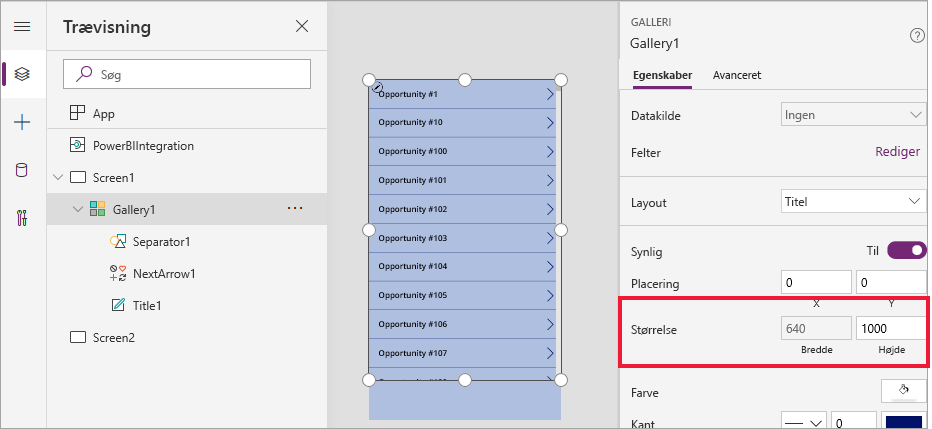 Trævisning
Søg
App
PowerBIIntegration
Screen1
Gallery1
Separator1
NextArrow1
Title1
Screen2
Opportunity #1
Opportunity #10
Opportunity #100
Opportunity #101
Opportunity #102
Opportunity #103
Opportunity #104
Opportunity #105
Opportunity #106
Opportunity #107
GALLERI
Gallery1
Egenskaber Avanceret
Datakilde Ingen
Felter Rediger
Layout Titel
Synlig Til
Placering 0 0
X Y
Størrelse 640 1000
Bredde Højde
Farve
Kant 0